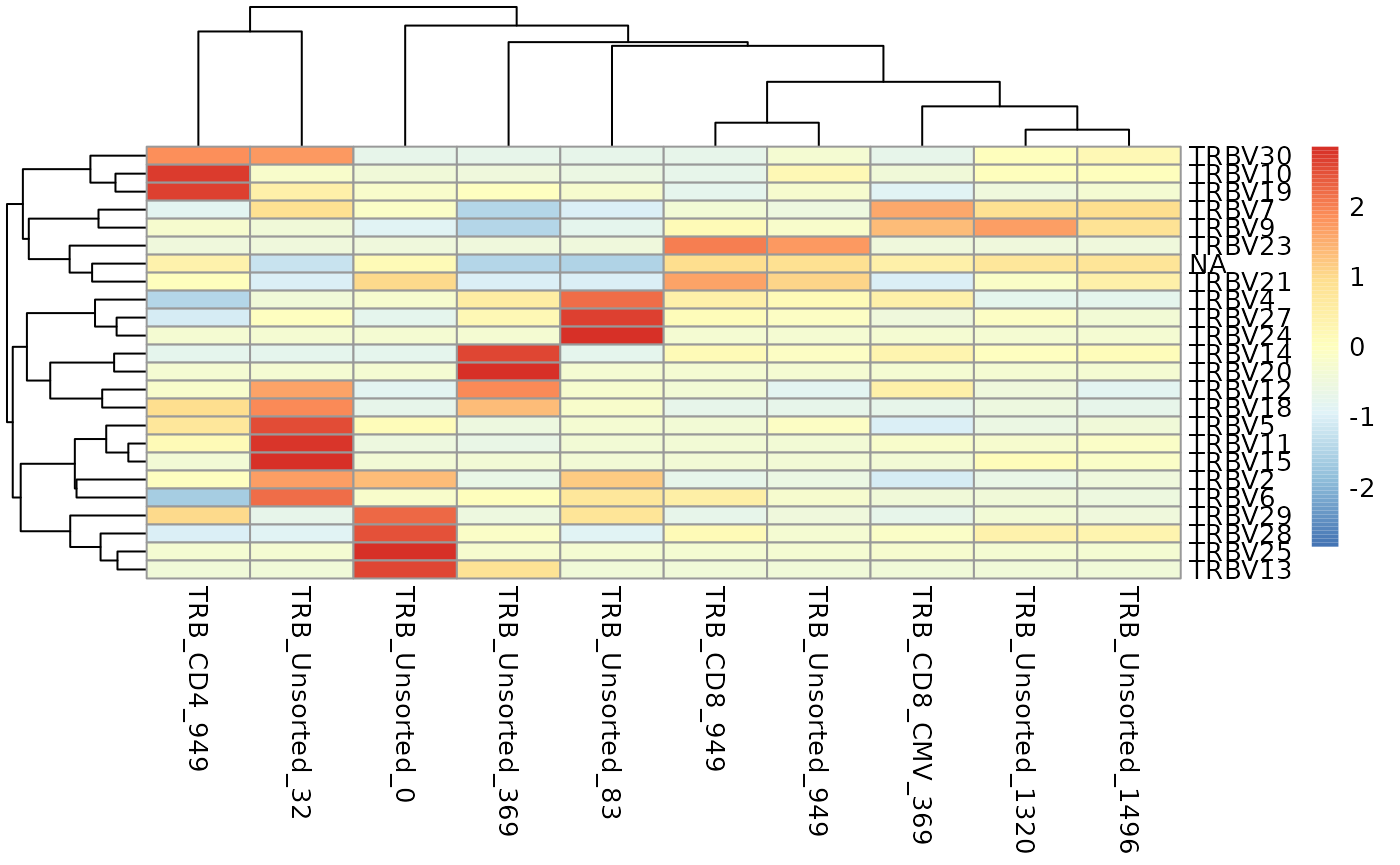 TRBV30
TRBV10
TRBV19
TRBV7
TRBV9
TRBV23
NA
TRBV21
TRBV4
TRBV27
TRBV24
TRBV14
TRBV20
TRBV12
TRBV18
TRBV5
TRBV11
TRBV15
TRBV2
TRBV6
TRBV29
TRBV28
TRBV25
TRBV13
2
1
0
-1
-2
TRB_CD4_949
TRB_Unsorted_32
TRB_Unsorted_0
TRB_Unsorted_369
TRB_Unsorted_83
TRB_CD8_949
TRB_Unsorted_949
TRB_CD8_CMV_369
TRB_Unsorted_1320
TRB_Unsorted_1496